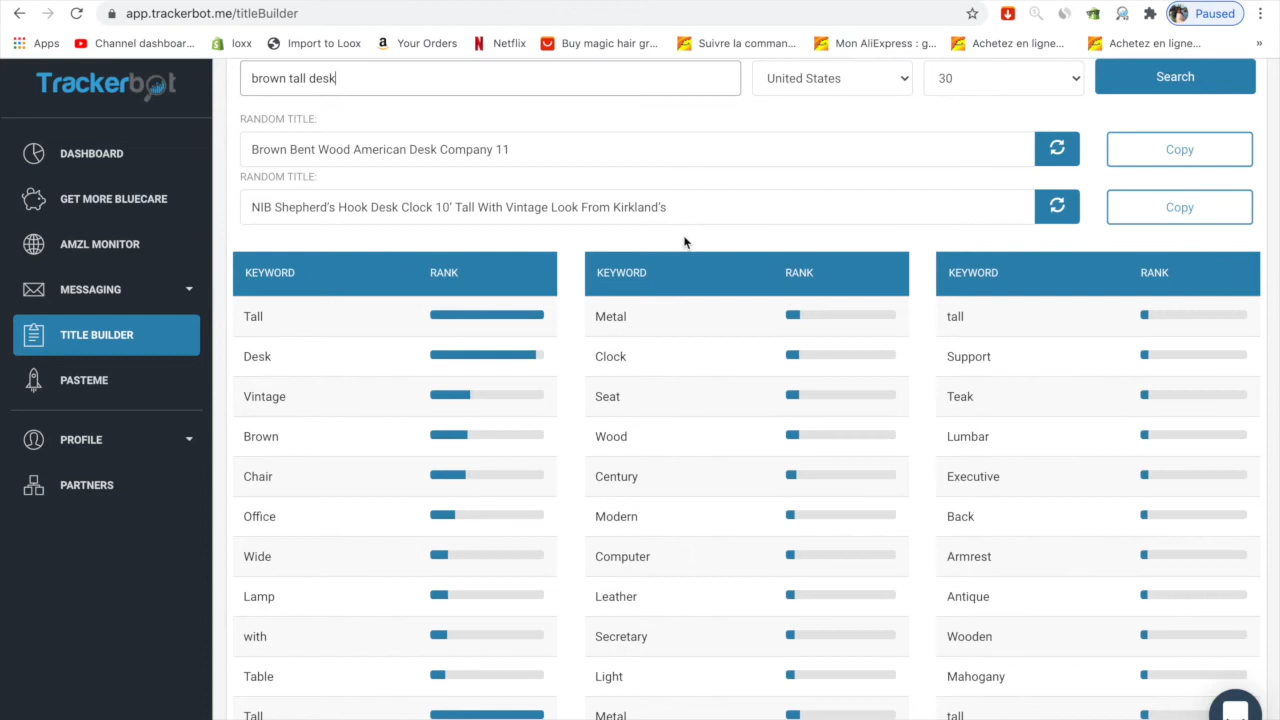 app.trackerbot.me/titleBuilder
Paused
Apps
Channel dashboar...
loxx
Import to Loox
Your Orders
Netflix
Buy magic hair gr...
Suivre la comman...
Mon AliExpress : g...
Achetez en ligne...
Achetez en ligne...
»
Trackerbot
brown tall desk
United States
30
Search
RANDOM TITLE:
Brown Bent Wood American Desk Company 11
Copy
RANDOM TITLE:
NIB Shepherd's Hook Desk Clock 10' Tall With Vintage Look From Kirkland's
Copy
DASHBOARD
GET MORE BLUECARE
AMZL MONITOR
MESSAGING
TITLE BUILDER
PASTEME
PROFILE
PARTNERS
KEYWORD RANK
Tall
Desk
Vintage
Brown
Chair
Office
Wide
Lamp
with
Table
Tall
KEYWORD RANK
Metal
Clock
Seat
Wood
Century
Modern
Computer
Leather
Secretary
Light
Metal
KEYWORD RANK
tall
Support
Teak
Lumbar
Executive
Back
Armrest
Antique
Wooden
Mahogany
tall